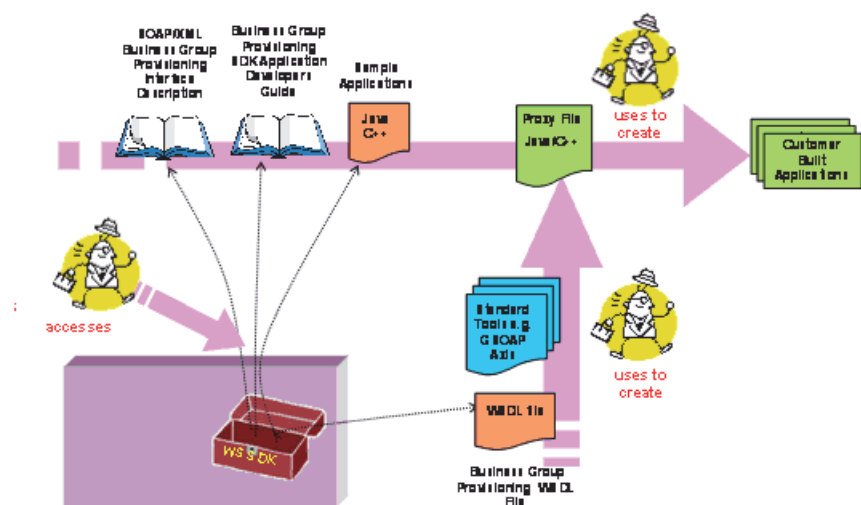 SOAP/XML
Business Group
Provisioning
Interface
Description
Business Group
Provisioning
SDK Application
Developers
Guide
Sample
Applications
Java
C++
Proxy File
Java/C++
uses to
create
Customer
Built
Applications
accesses
Standard
Tools e.g.
GSOAP
Axis
uses to
create
WSDL file
WS SDK
Business Group
Provisioning WSDL
File